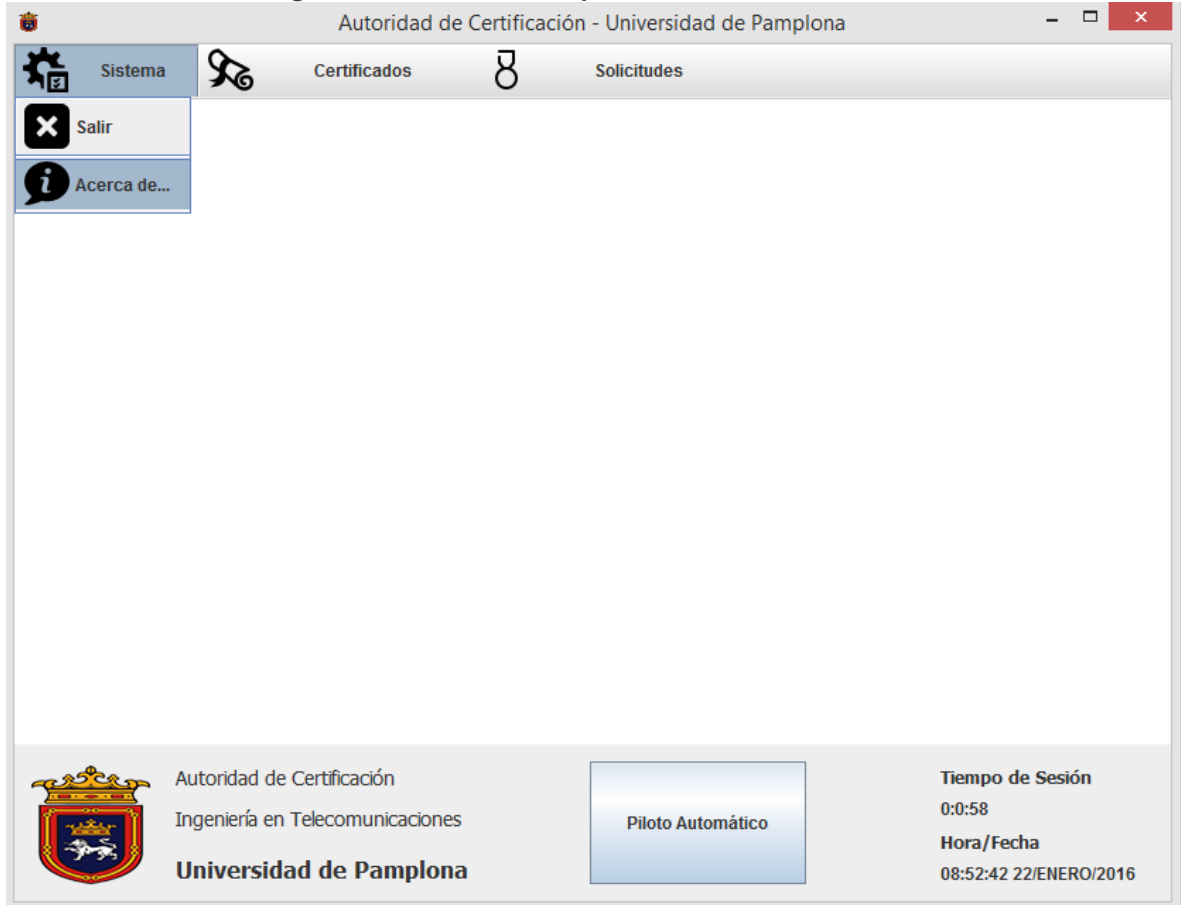 Autoridad de Certificación - Universidad de Pamplona
Sistema Certificados Solicitudes
Salir
Acerca de...
Autoridad de Certificación
Ingeniería en Telecomunicaciones
Universidad de Pamplona
Piloto Automático
Tiempo de Sesión
0:0:58
Hora/Fecha
08:52:42 22/ENERO/2016